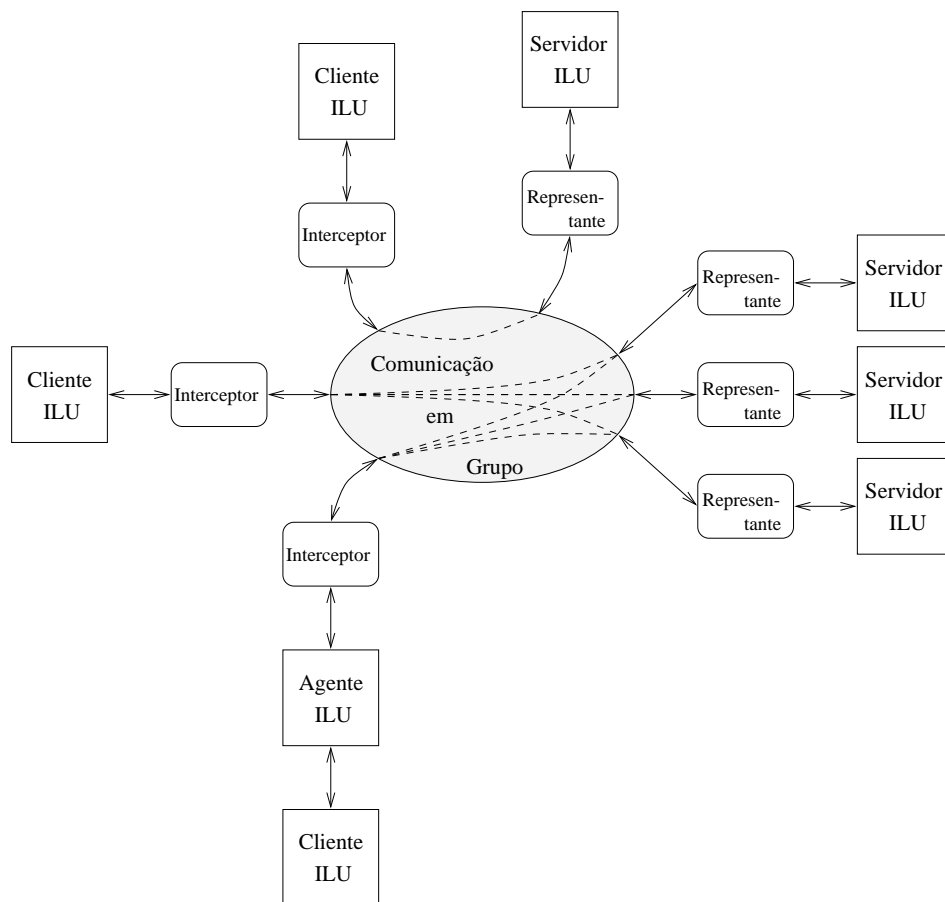 Servidor
ILU
Cliente
ILU
Represen-
tante
Interceptor
Represen-
tante
Servidor
ILU
Comunicação
em
Grupo
Cliente
ILU
Interceptor
Represen-
tante
Servidor
ILU
Represen-
tante
Servidor
ILU
Interceptor
Agente
ILU
Cliente
ILU